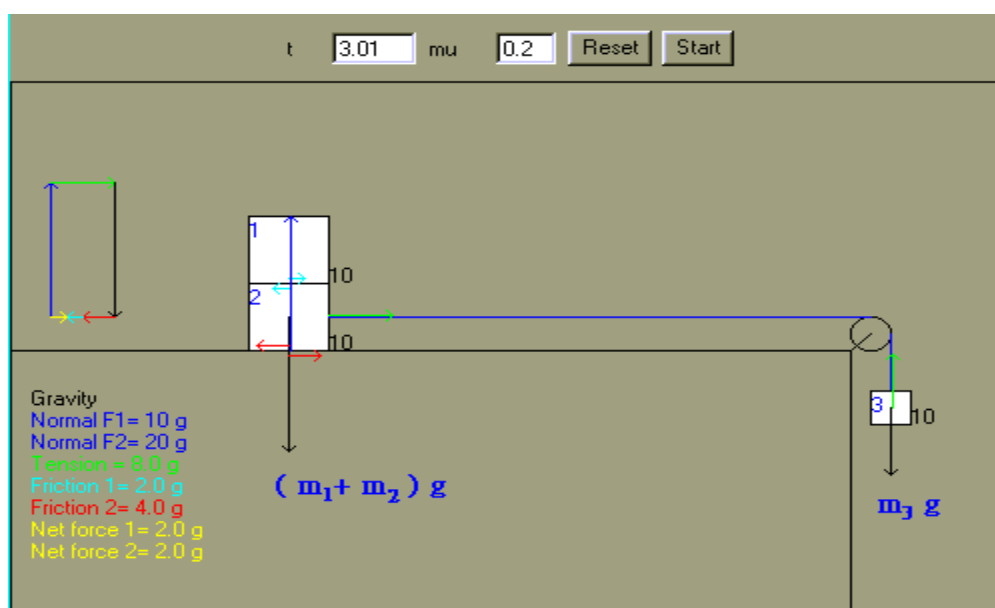 t 3.01 mu 0.2 Reset Start
1
10
2
10
3
10
Gravity
Normal F1= 10 g
Normal F2= 20 g
Tension = 8.0 g
Friction 1= 2.0 g
Friction 2= 4.0 g
Net force 1= 2.0 g
Net force 2= 2.0 g
( m₁+ m₂ ) g
m₃ g